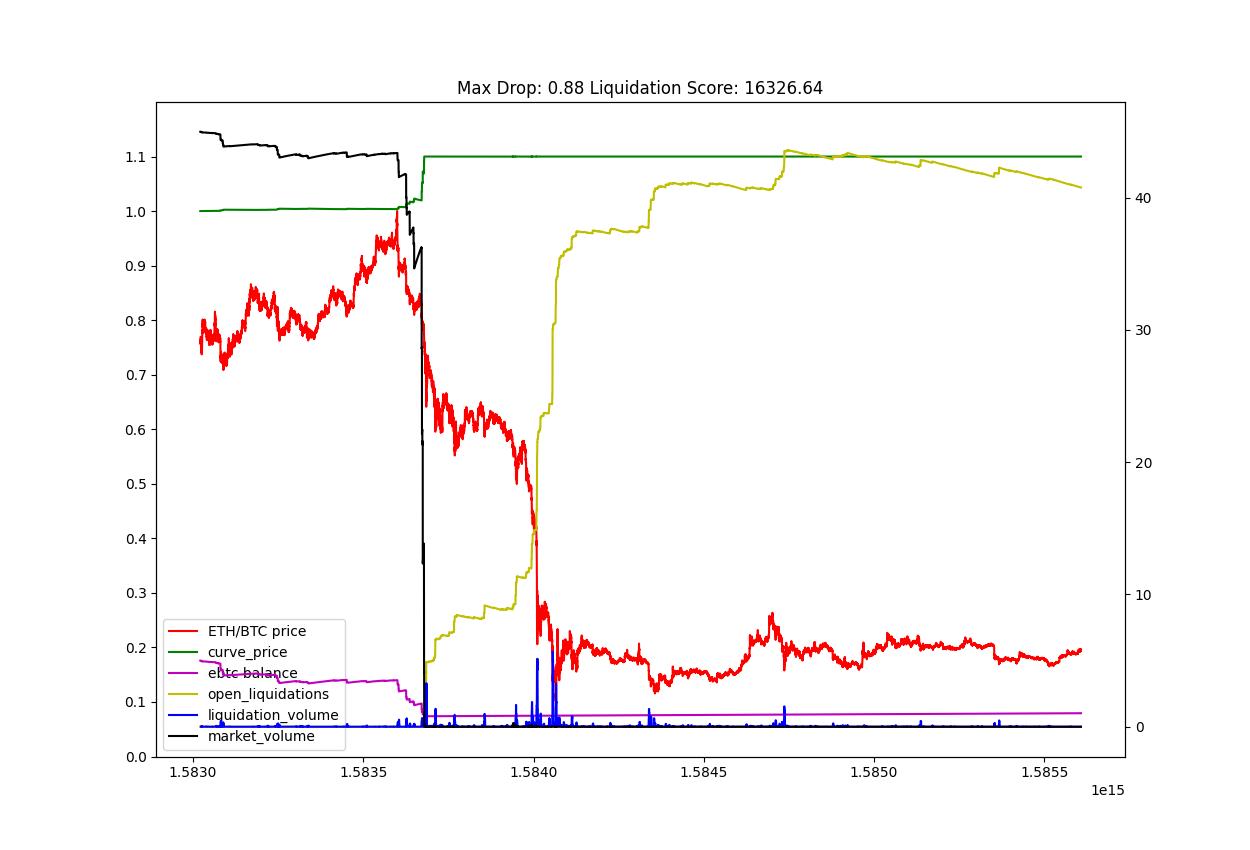 Max Drop: 0.88 Liquidation Score: 16326.64
1.1
1.0
0.9
0.8
0.7
0.6
0.5
0.4
0.3
0.2
0.1
0.0
40
30
20
10
0
ETH/BTC price
curve_price
ebtc balance
open_liquidations
liquidation_volume
market_volume
1.5830 1.5835 1.5840 1.5845 1.5850 1.5855
1e15